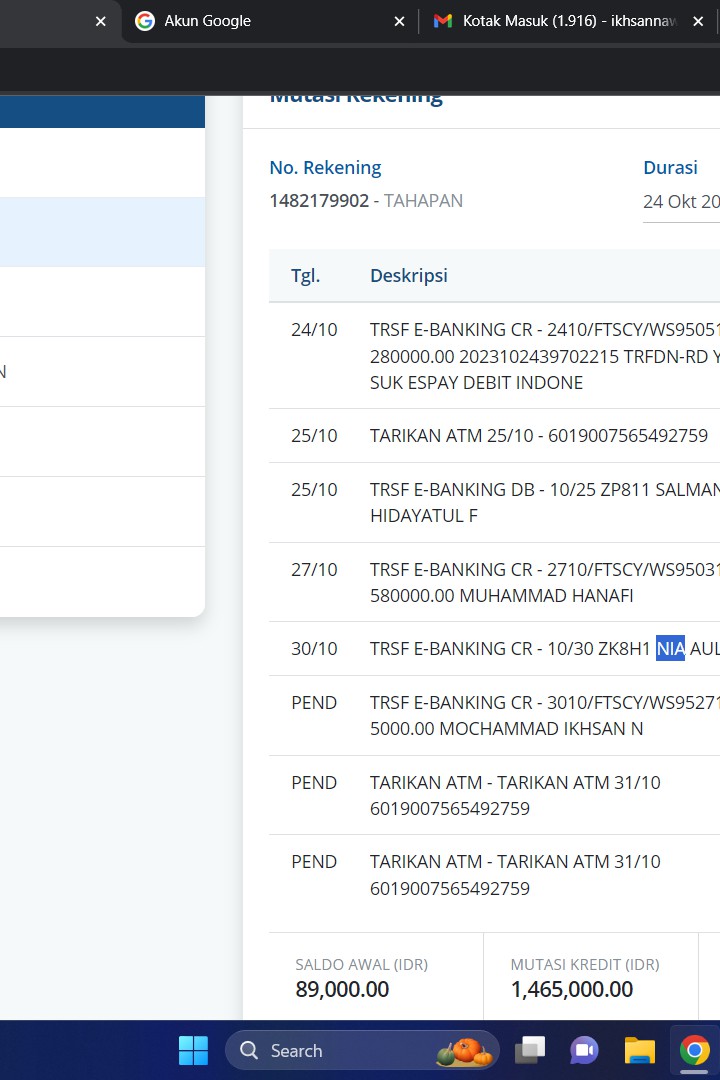 Akun Google
Kotak Masuk (1.916) - ikhsannaw
Mutasi Rekening
No. Rekening
Durasi
1482179902 - TAHAPAN
24 Okt 20
Tgl.
Deskripsi
24/10
TRSF E-BANKING CR - 2410/FTSCY/WS95051
280000.00 2023102439702215 TRFDN-RD Y
SUK ESPAY DEBIT INDONE
N
25/10
TARIKAN ATM 25/10 - 6019007565492759
25/10
TRSF E-BANKING DB - 10/25 ZP811 SALMAN
HIDAYATUL F
27/10
TRSF E-BANKING CR - 2710/FTSCY/WS95031
580000.00 MUHAMMAD HANAFI
30/10
TRSF E-BANKING CR - 10/30 ZK8H1 NIA AUL
PEND
TRSF E-BANKING CR - 3010/FTSCY/WS95271
5000.00 MOCHAMMAD IKHSAN N
PEND
TARIKAN ATM - TARIKAN ATM 31/10
6019007565492759
PEND
TARIKAN ATM - TARIKAN ATM 31/10
6019007565492759
SALDO AWAL (IDR)
89,000.00
MUTASI KREDIT (IDR)
1,465,000.00
Search